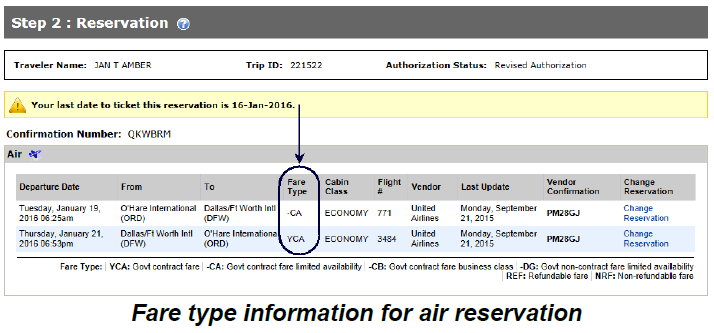 Step 2 : Reservation ?
Traveler Name: JAN T AMBER Trip ID: 221522 Authorization Status: Revised Authorization
Your last date to ticket this reservation is 16-Jan-2016.
Confirmation Number: QKWBRM
Air
Departure Date From To Fare Type Cabin Class Flight # Vendor Last Update Vendor Confirmation Change Reservation
Tuesday, January 19, 2016 06:25am O'Hare International (ORD) Dallas/Ft Worth Intl (DFW) -CA ECONOMY 771 United Airlines Monday, September 21, 2015 PM28GJ Change Reservation
Thursday, January 21, 2016 06:53pm Dallas/Ft Worth Intl (DFW) O'Hare International (ORD) YCA ECONOMY 3484 United Airlines Monday, September 21, 2015 PM28GJ Change Reservation
Fare Type: | YCA: Govt contract fare | -CA: Govt contract fare limited availability | -CB: Govt contract fare business class | -DG: Govt non-contract fare limited availability
| REF: Refundable fare | NRF: Non-refundable fare
Fare type information for air reservation